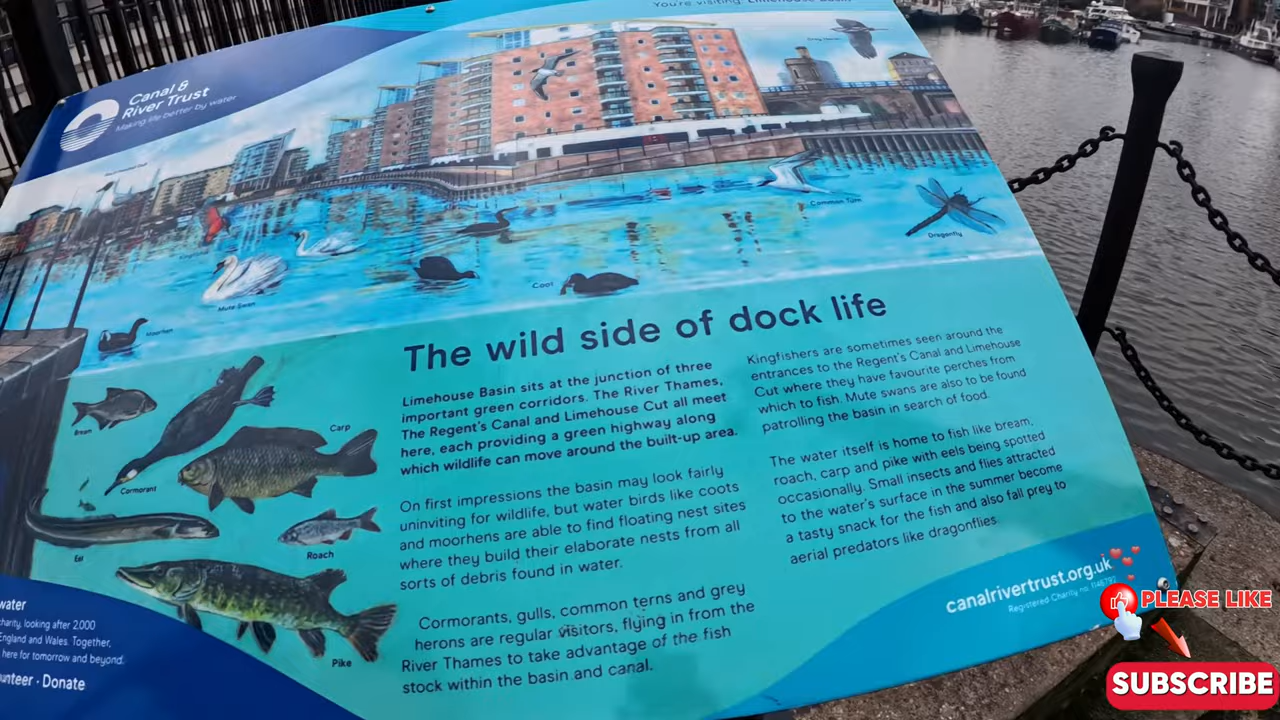 You're visiting: Limehouse Basin
Canal &
River Trust
Making life better by water
Common Tern
Dragonfly
Mute Swan
Coot
Moorhen
The wild side of dock life
Limehouse Basin sits at the junction of three
important green corridors. The River Thames,
The Regent's Canal and Limehouse Cut all meet
here, each providing a green highway along
which wildlife can move around the built-up area.
On first impressions the basin may look fairly
uninviting for wildlife, but water birds like coots
and moorhens are able to find floating nest sites
where they build their elaborate nests from all
sorts of debris found in water.
Cormorants, gulls, common terns and grey
herons are regular visitors, flying in from the
River Thames to take advantage of the fish
stock within the basin and canal.
Kingfishers are sometimes seen around the
entrances to the Regent's Canal and Limehouse
Cut where they have favourite perches from
which to fish. Mute swans are also to be found
patrolling the basin in search of food.
The water itself is home to fish like bream,
roach, carp and pike with eels being spotted
occasionally. Small insects and flies attracted
to the water's surface in the summer become
a tasty snack for the fish and also fall prey to
aerial predators like dragonflies
Bream
Carp
Cormorant
Eel
Roach
Pike
water
charity, looking after 2,000
England and Wales. Together,
here for tomorrow and beyond.
unteer · Donate
canalrivertrust.org.uk
Registered Charity no. 1146792
PLEASE LIKE
SUBSCRIBE